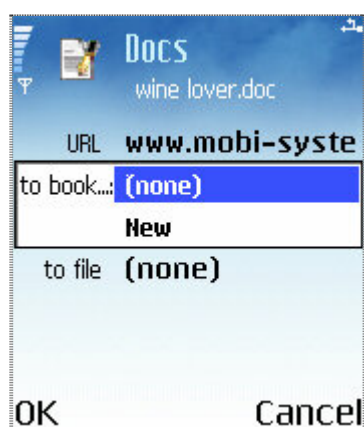 Docs
wine lover.doc
URL www.mobi-syste
to book...: (none)
New
to file (none)
OK Cancel